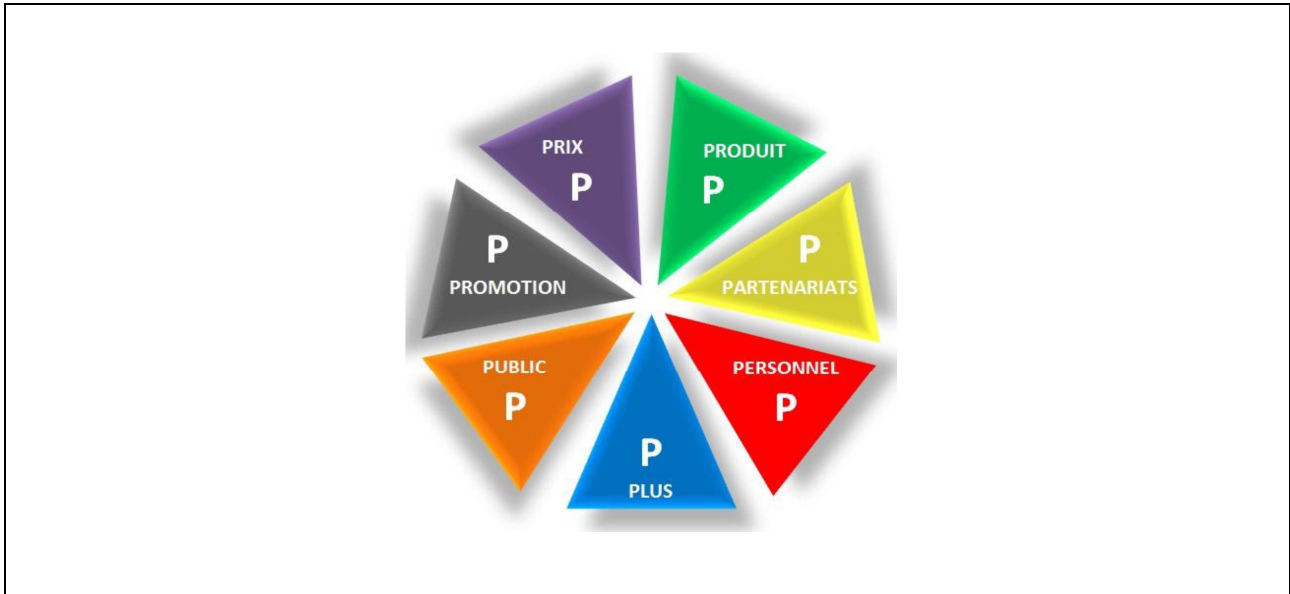 PRIX
P
PRODUIT
P
P
PARTENARIATS
PERSONNEL
P
P
PLUS
PUBLIC
P
P
PROMOTION